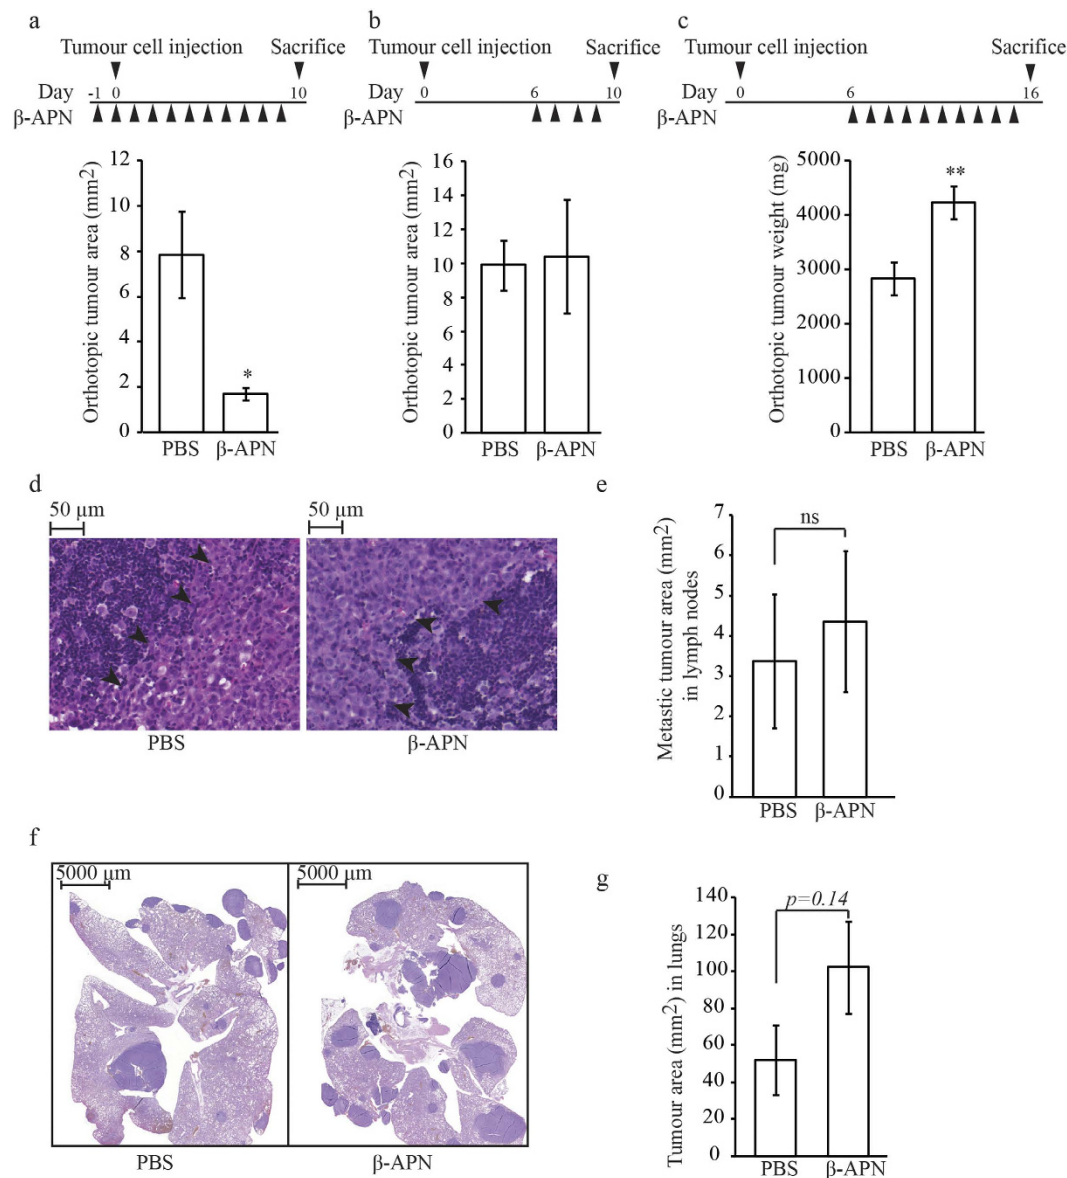 a
Tumour cell injection Sacrifice
Day -1 0 10
β-APN
Orthotopic tumour area (mm2)
12
10
8
6
4
2
0
*
PBS β-APN
b
Tumour cell injection Sacrifice
Day 0 6 10
β-APN
Orthotopic tumour area (mm2)
16
14
12
10
8
6
4
2
0
PBS β-APN
c
Tumour cell injection Sacrifice
Day 0 6 16
β-APN
Orthotopic tumour weight (mg)
5000
4000
3000
2000
1000
0
**
PBS β-APN
d
50 μm 50 μm
PBS β-APN
e
Metastic tumour area (mm2)
in lymph nodes
7
6
5
4
3
2
1
0
ns
PBS β-APN
f
5000 μm 5000 μm
PBS β-APN
g
Tumour area (mm2) in lungs
140
120
100
80
60
40
20
0
p=0.14
PBS β-APN